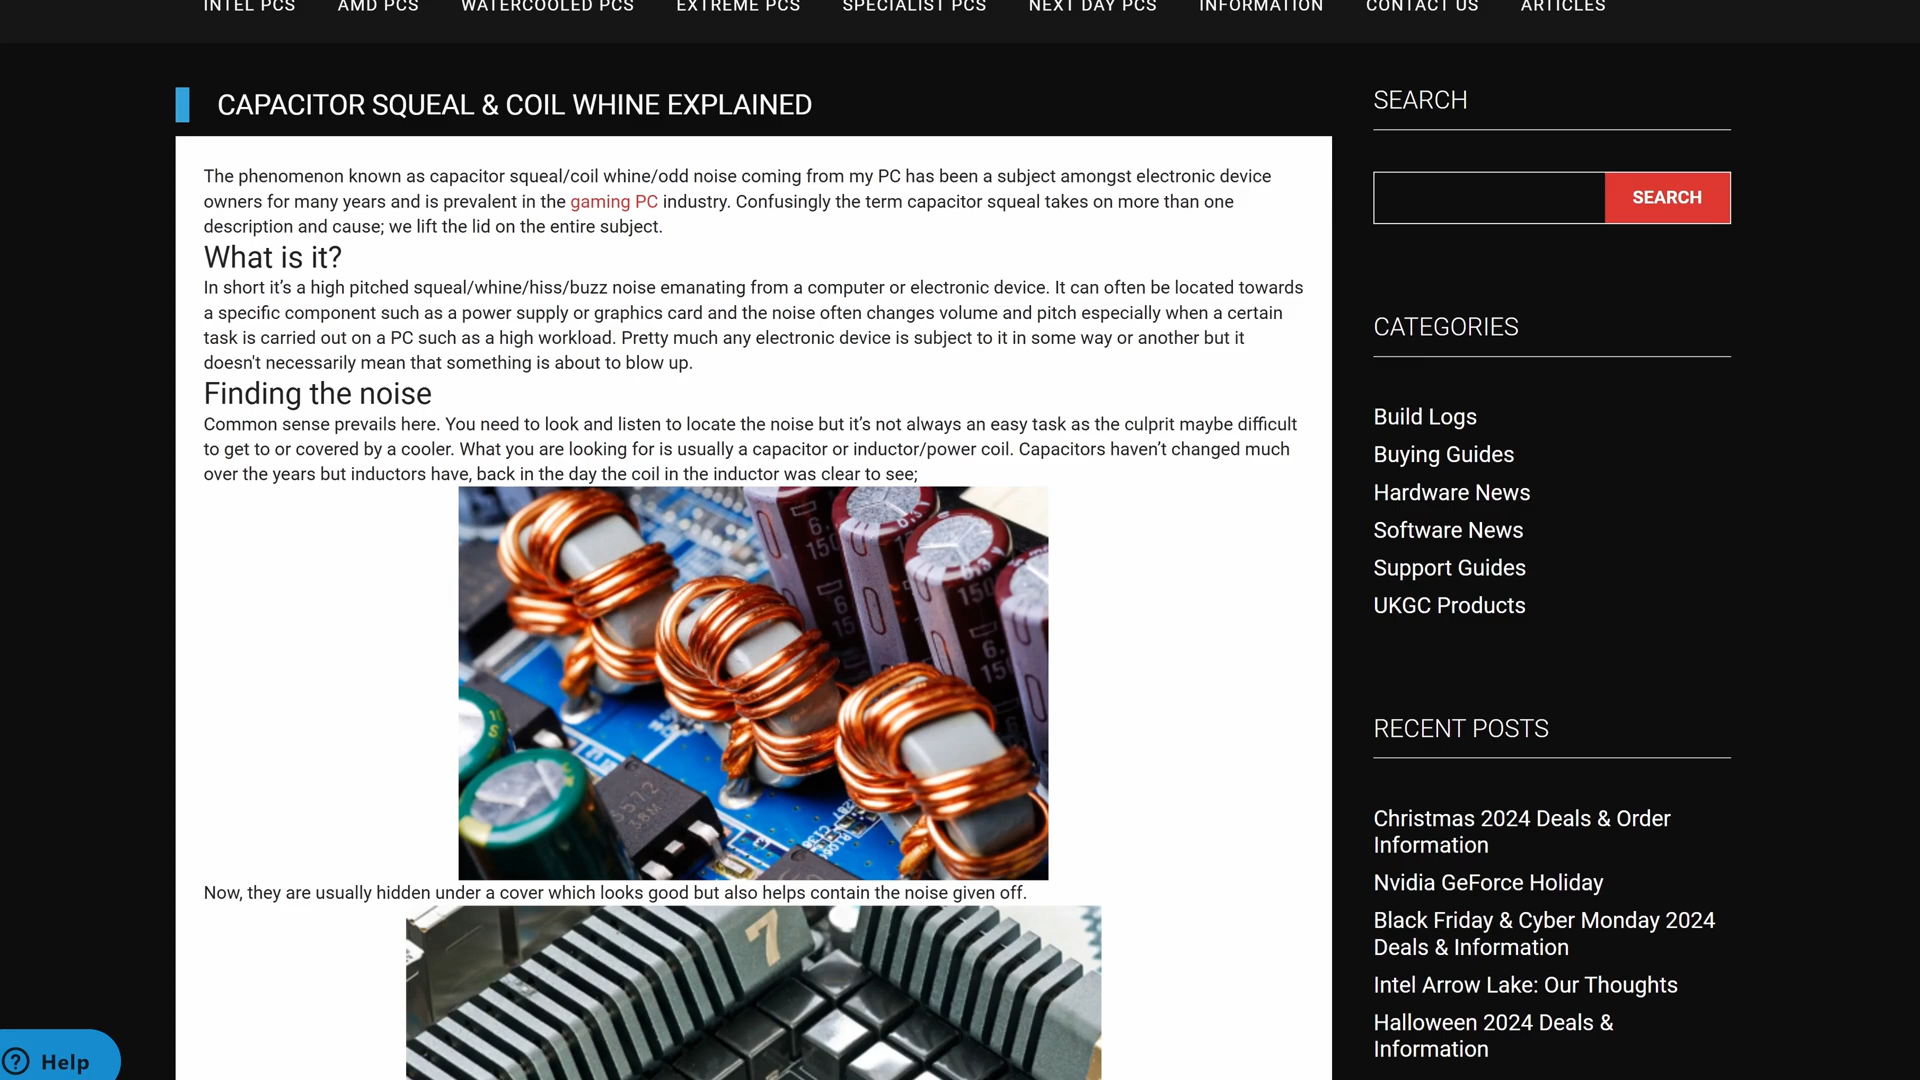 INTEL PCS
AMD PCS
WATERCOOLED PCS
EXTREME PCS
SPECIALIST PCS
NEXT DAY PCS
INFORMATION
CONTACT US
ARTICLES
CAPACITOR SQUEAL & COIL WHINE EXPLAINED
The phenomenon known as capacitor squeal/coil whine/odd noise coming from my PC has been a subject amongst electronic device
owners for many years and is prevalent in the gaming PC industry. Confusingly the term capacitor squeal takes on more than one
description and cause; we lift the lid on the entire subject.
What is it?
In short it’s a high pitched squeal/whine/hiss/buzz noise emanating from a computer or electronic device. It can often be located towards
a specific component such as a power supply or graphics card and the noise often changes volume and pitch especially when a certain
task is carried out on a PC such as a high workload. Pretty much any electronic device is subject to it in some way or another but it
doesn't necessarily mean that something is about to blow up.
Finding the noise
Common sense prevails here. You need to look and listen to locate the noise but it’s not always an easy task as the culprit maybe difficult
to get to or covered by a cooler. What you are looking for is usually a capacitor or inductor/power coil. Capacitors haven’t changed much
over the years but inductors have, back in the day the coil in the inductor was clear to see;
Now, they are usually hidden under a cover which looks good but also helps contain the noise given off.
7
SEARCH
SEARCH
CATEGORIES
Build Logs
Buying Guides
Hardware News
Software News
Support Guides
UKGC Products
RECENT POSTS
Christmas 2024 Deals & Order
Information
Nvidia GeForce Holiday
Black Friday & Cyber Monday 2024
Deals & Information
Intel Arrow Lake: Our Thoughts
Halloween 2024 Deals &
Information
? Help